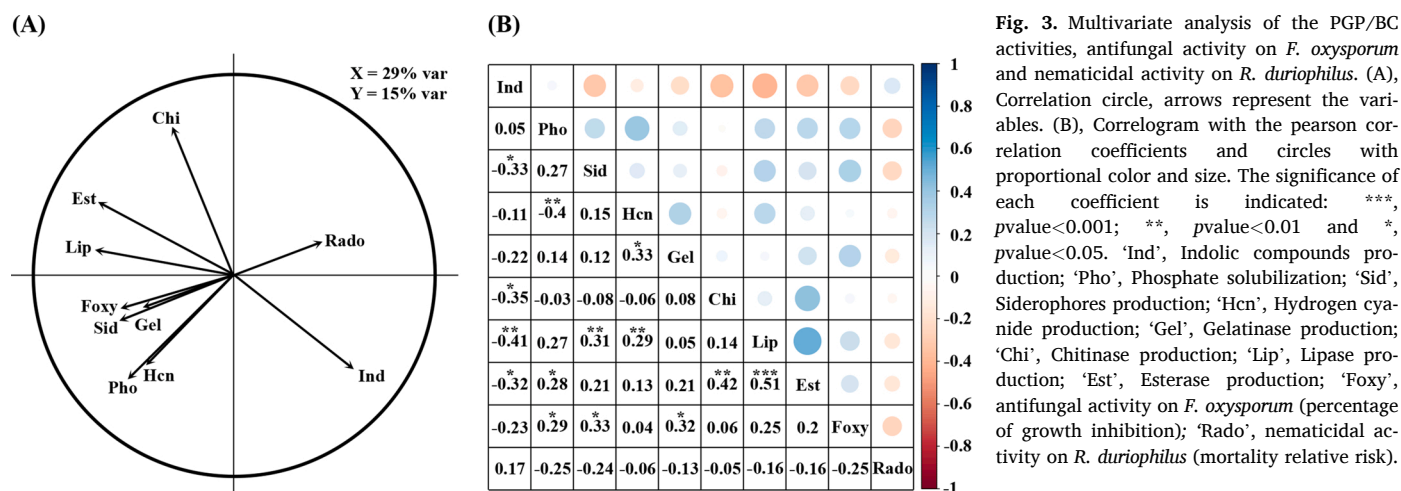 (A)
X = 29% var
Y = 15% var
Chi
Est
Lip
Rado
Foxy
Sid
Gel
Hcn
Pho
Ind
(B)
Ind
0.05 Pho
* -0.33 0.27 Sid
-0.11 ** -0.4 0.15 Hcn
-0.22 0.14 0.12 * 0.33 Gel
* -0.35 -0.03 -0.08 -0.06 0.08 Chi
** -0.41 0.27 ** 0.31 ** 0.29 0.05 0.14 Lip
* -0.32 * 0.28 0.21 0.13 0.21 ** 0.42 *** 0.51 Est
-0.23 * 0.29 * 0.33 0.04 * 0.32 0.06 0.25 0.2 Foxy
0.17 -0.25 -0.24 -0.06 -0.13 -0.05 -0.16 -0.16 -0.25 Rado
1
0.8
0.6
0.4
0.2
0
-0.2
-0.4
-0.6
-0.8
-1
Fig. 3. Multivariate analysis of the PGP/BC
activities, antifungal activity on F. oxysporum
and nematicidal activity on R. duriophilus. (A),
Correlation circle, arrows represent the vari-
ables. (B), Correlogram with the pearson cor-
relation coefficients and circles with
proportional color and size. The significance of
each coefficient is indicated: ***,
pvalue<0.001; **, pvalue<0.01 and *,
pvalue<0.05. ‘Ind’, Indolic compounds pro-
duction; ‘Pho’, Phosphate solubilization; ‘Sid’,
Siderophores production; ‘Hcn’, Hydrogen cya-
nide production; ‘Gel’, Gelatinase production;
‘Chi’, Chitinase production; ‘Lip’, Lipase pro-
duction; ‘Est’, Esterase production; ‘Foxy’,
antifungal activity on F. oxysporum (percentage
of growth inhibition); ‘Rado’, nematicidal ac-
tivity on R. duriophilus (mortality relative risk).